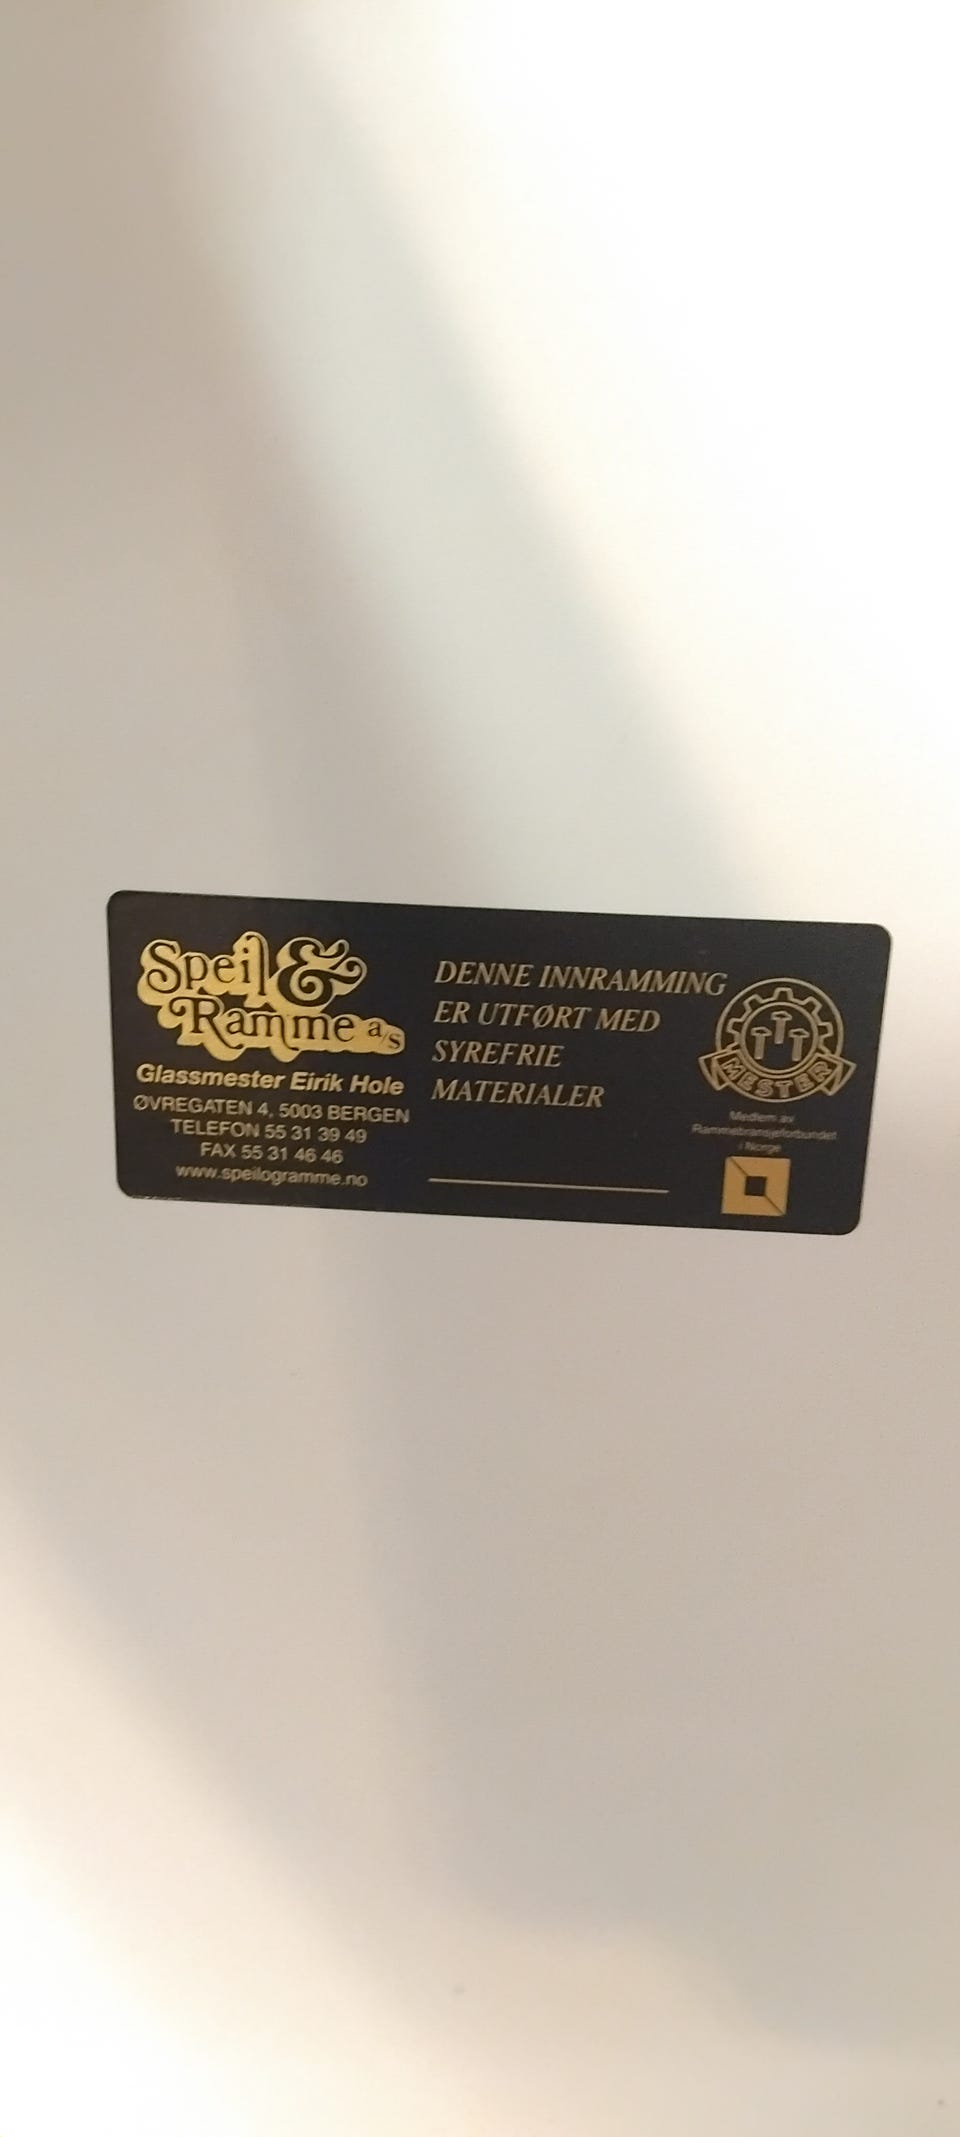 Speil &
Ramme a/s
Glassmester Eirik Hole
ØVREGATEN 4, 5003 BERGEN
TELEFON 55 31 39 49
FAX 55 31 46 46
www.speilogramme.no
DENNE INNRAMMING
ER UTFØRT MED
SYREFRIE
MATERIALER
MESTER
Medlem av
Rammebransjeforbundet
i Norge